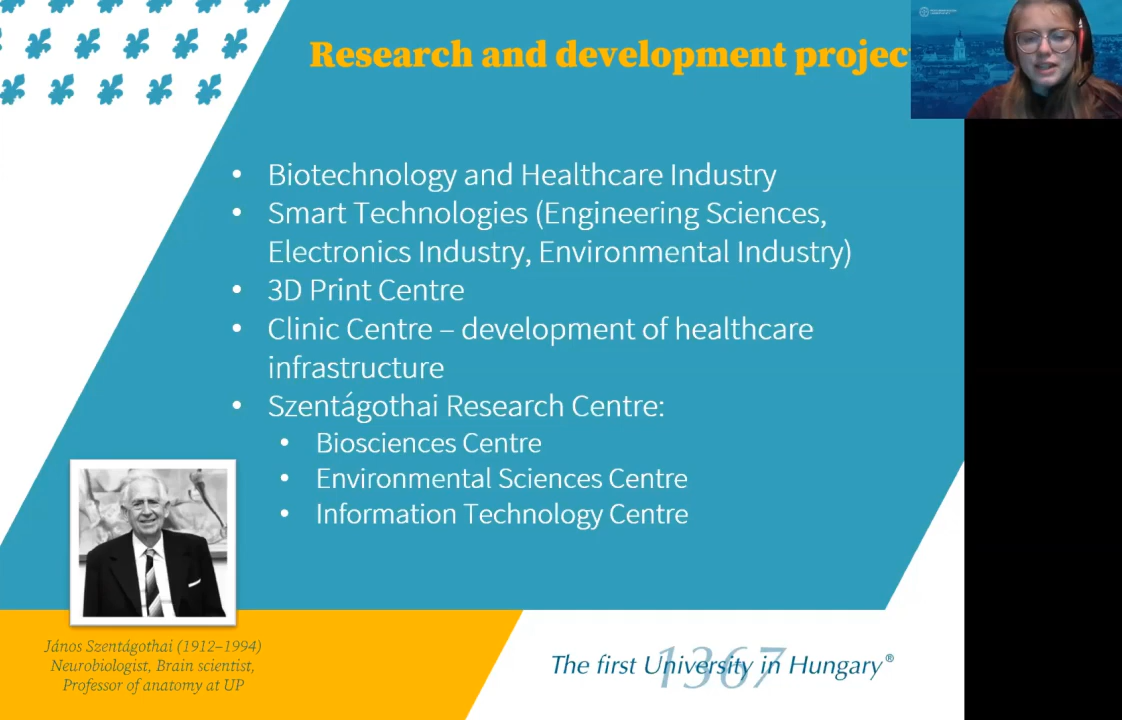 Research and development projec
Biotechnology and Healthcare Industry
Smart Technologies (Engineering Sciences,
Electronics Industry, Environmental Industry)
3D Print Centre
Clinic Centre – development of healthcare
infrastructure
Szentágothai Research Centre:
Biosciences Centre
Environmental Sciences Centre
Information Technology Centre
János Szentágothai (1912–1994)
Neurobiologist, Brain scientist,
Professor of anatomy at UP
1367
The first University in Hungary®